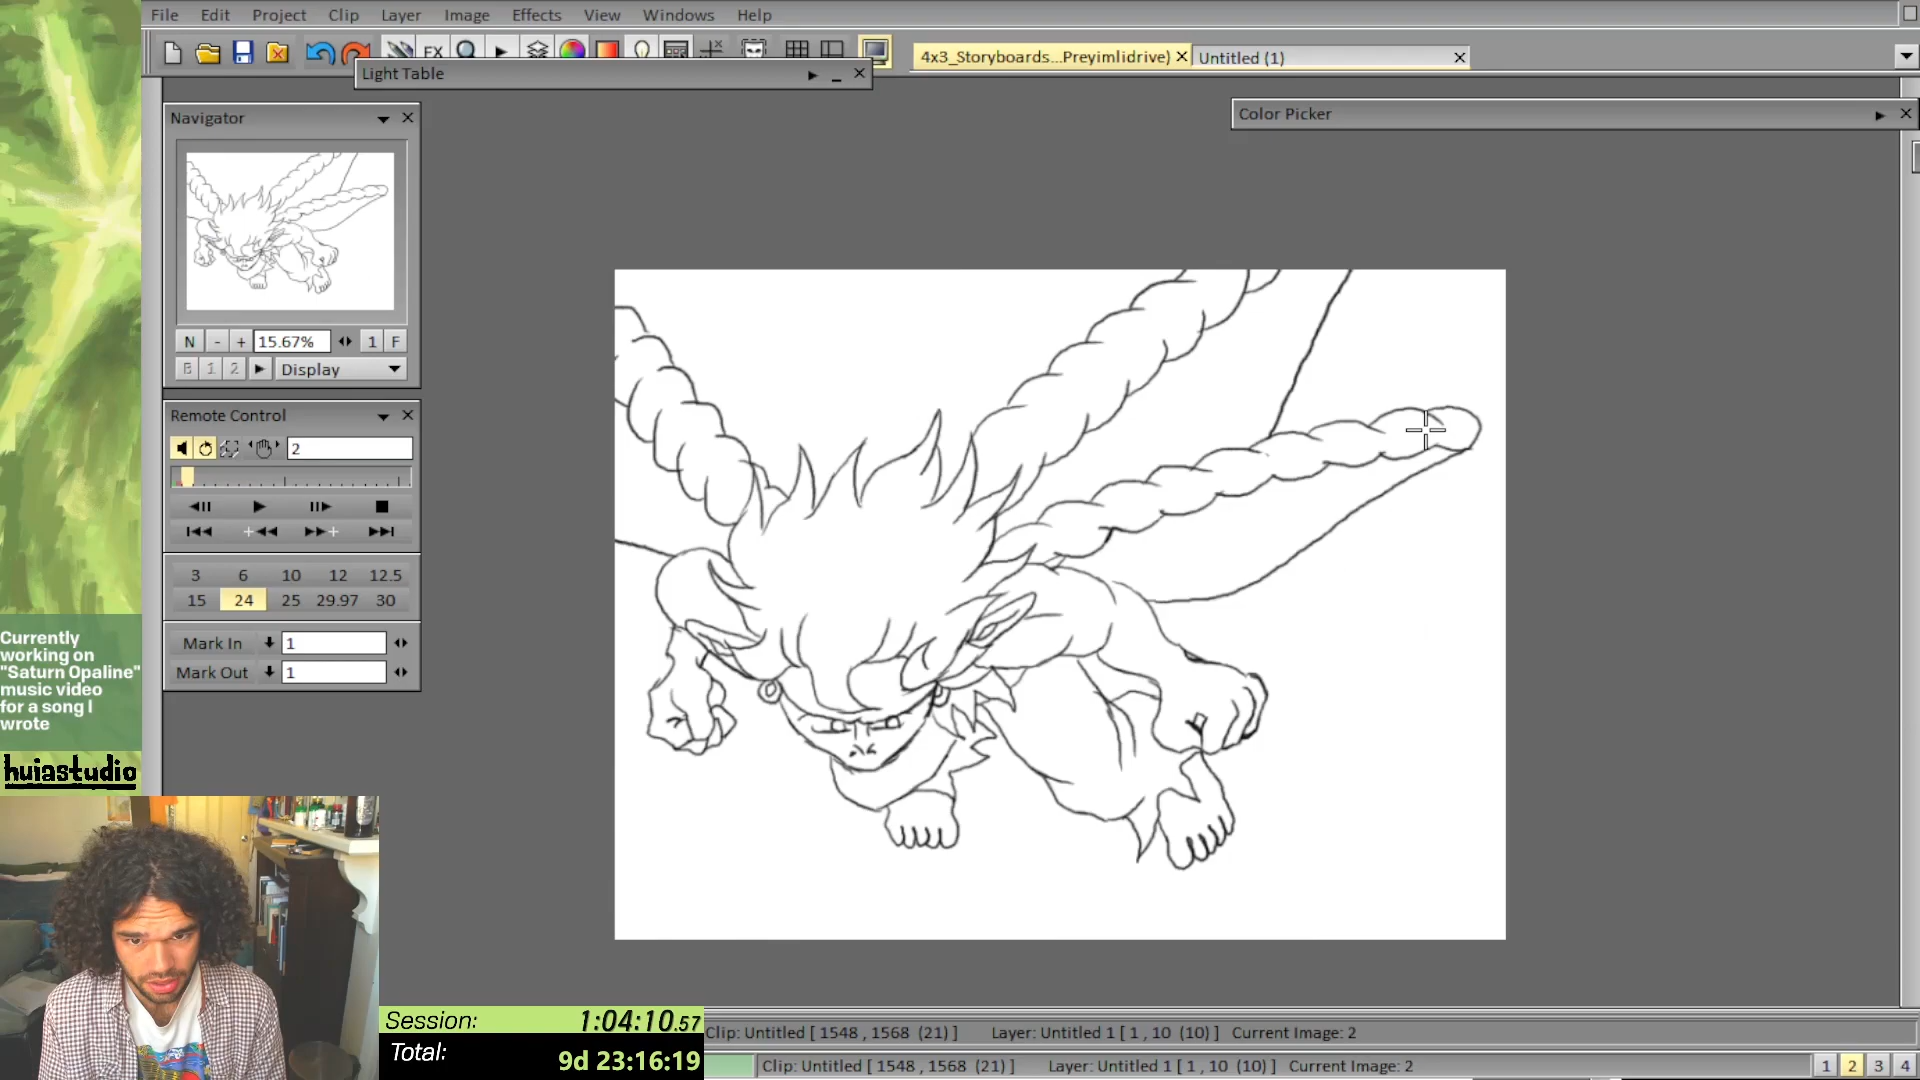 File Edit Project Clip Layer Image Effects View Windows Help
FX
4x3_Storyboards...Preyimlidrive)
Untitled (1)
Light Table
Color Picker
Navigator
N - + 15.67% 1 F
B 1 2 Display
Remote Control
2
3 6 10 12 12.5
15 24 25 29.97 30
Mark In 1
Mark Out 1
Currently
working on
"Saturn Opaline"
music video
for a song I
wrote
huiastudio
Session: 1:04:10.57
Total: 9d 23:16:19
Clip: Untitled [ 1548 , 1568 (21) ] Layer: Untitled 1 [ 1 , 10 (10) ] Current Image: 2
Clip: Untitled [ 1548 , 1568 (21) ] Layer: Untitled 1 [ 1 , 10 (10) ] Current Image: 2
1 2 3 4